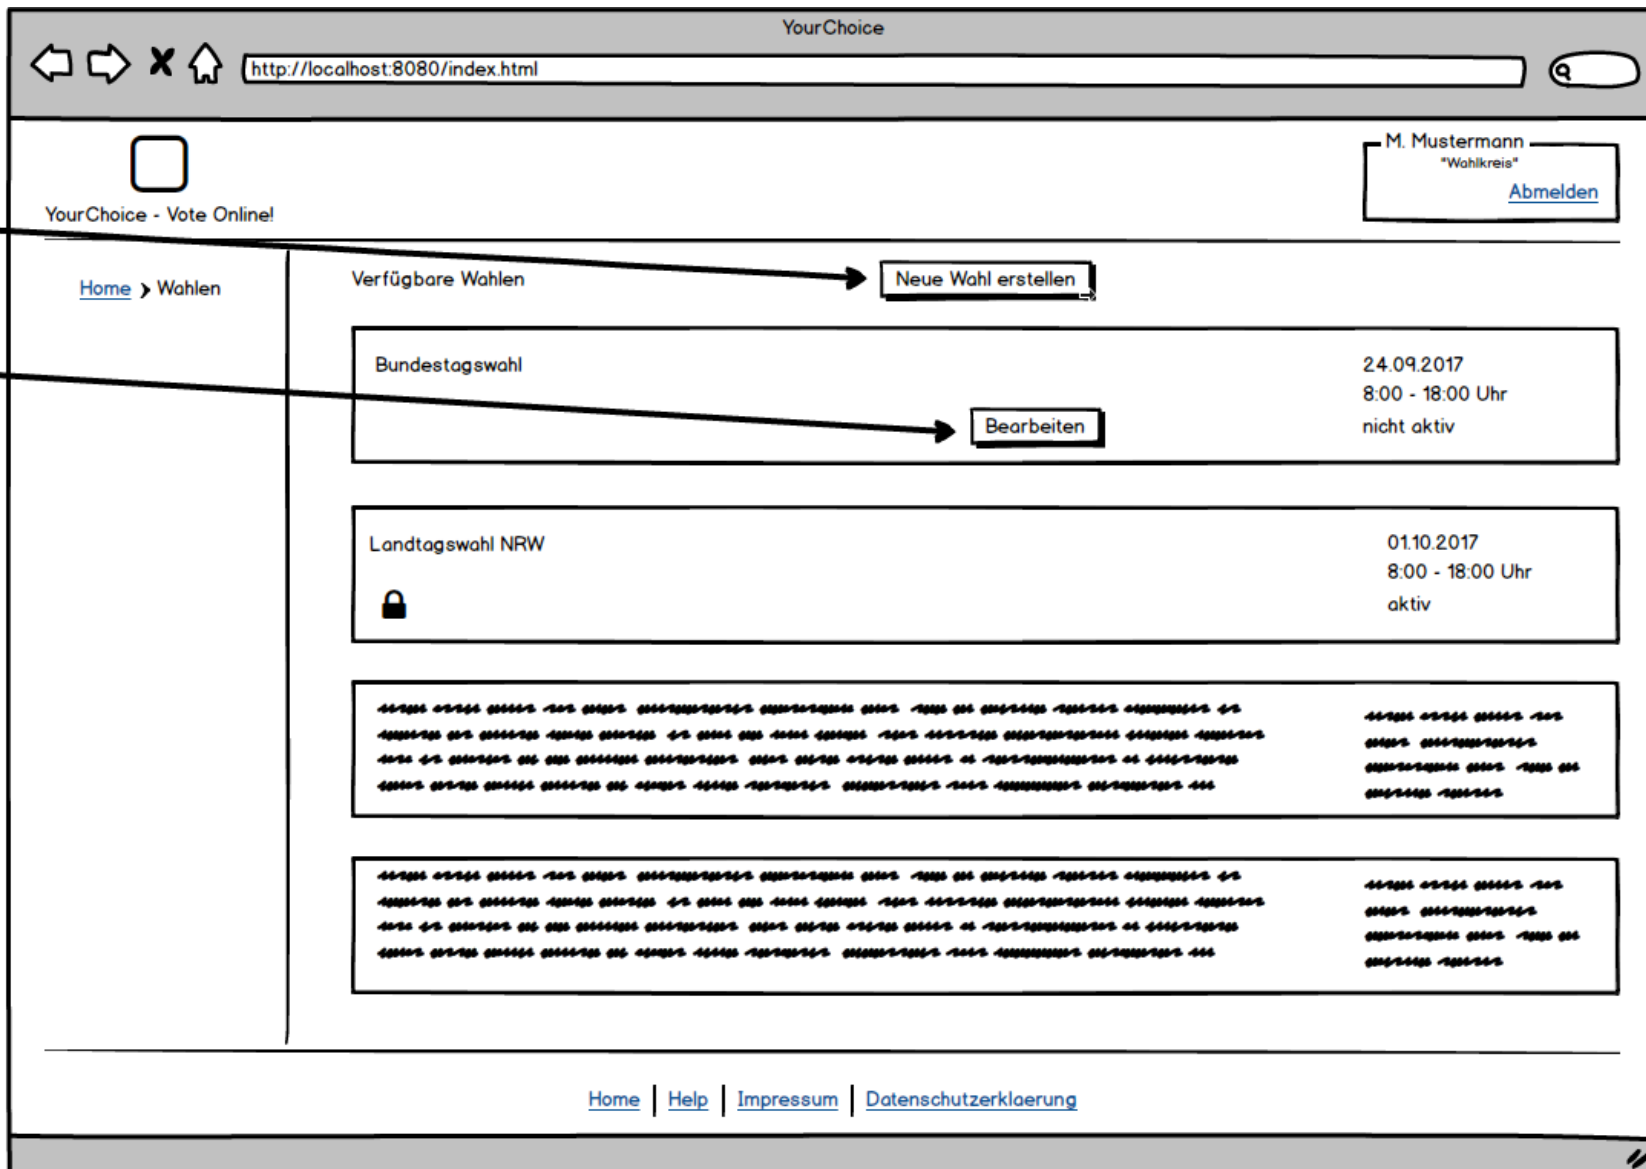 YourChoice
http://localhost:8080/index.html
M. Mustermann
"Wahlkreis"
Abmelden
YourChoice - Vote Online!
Home > Wahlen
Verfügbare Wahlen
Neue Wahl erstellen
Bundestagswahl
24.09.2017
8:00 - 18:00 Uhr
Bearbeiten
nicht aktiv
Landtagswahl NRW
01.10.2017
8:00 - 18:00 Uhr
aktiv
Home | Help | Impressum | Datenschutzerklaerung